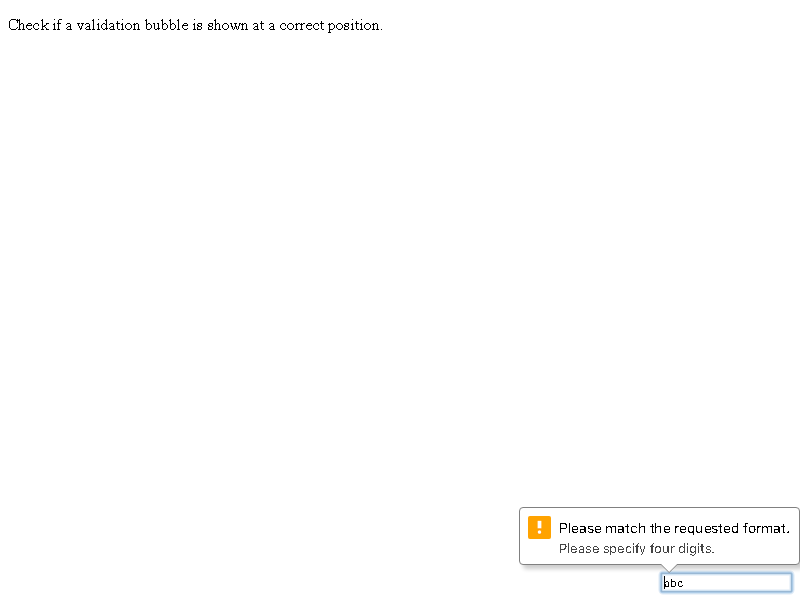 Check if a validation bubble is shown at a correct position.
Please match the requested format.
Please specify four digits.
abc